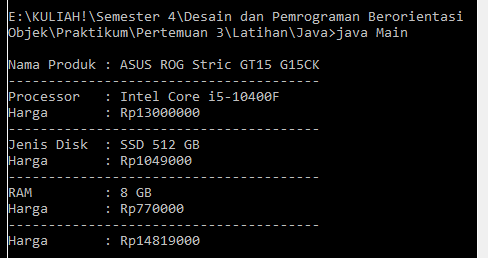 E:\KULIAH!\Semester 4\Desain dan Pemrograman Berorientasi
Objek\Praktikum\Pertemuan 3\Latihan\Java>java Main
Nama Produk : ASUS ROG Stric GT15 G15CK
---------------------------------------
Processor   : Intel Core i5-10400F
Harga       : Rp13000000
---------------------------------------
Jenis Disk  : SSD 512 GB
Harga       : Rp1049000
---------------------------------------
RAM         : 8 GB
Harga       : Rp770000
---------------------------------------
Harga       : Rp14819000